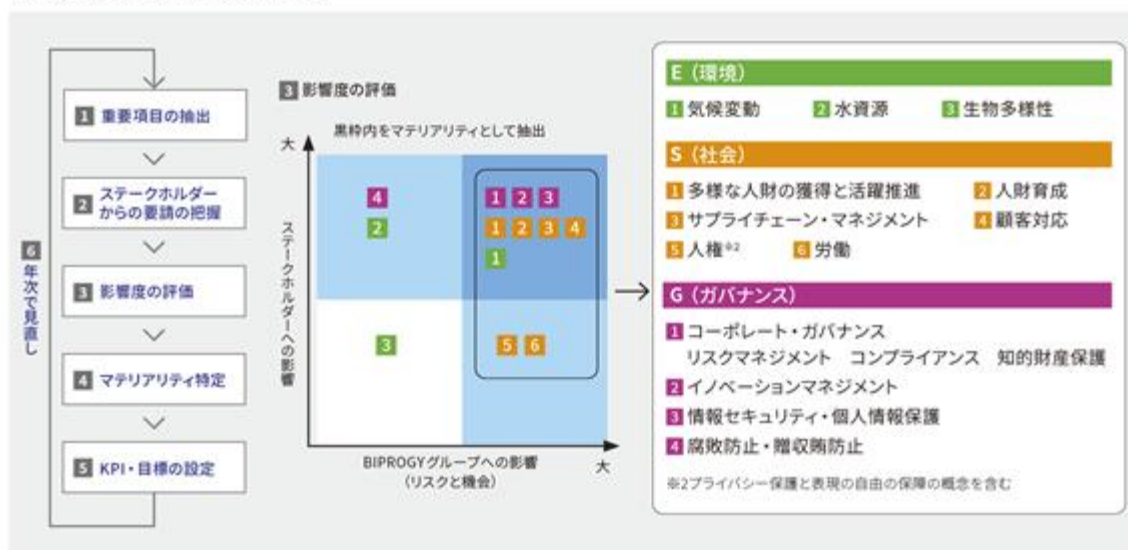 6 年次で見直し
1 重要項目の抽出
2 ステークホルダー
からの要請の把握
3 影響度の評価
4 マテリアリティ特定
5 KPI・目標の設定
3 影響度の評価
黒枠内をマテリアリティとして抽出
大
ステークホルダーへの影響
4 1 2 3
2 1 2 3 4
1
3 5 6
BIPROGYグループへの影響
(リスクと機会)
大
E(環境)
1 気候変動 2 水資源 3 生物多様性
S(社会)
1 多様な人財の獲得と活躍推進 2 人財育成
3 サプライチェーン・マネジメント 4 顧客対応
5 人権※2 6 労働
G(ガバナンス)
1 コーポレート・ガバナンス
リスクマネジメント コンプライアンス 知的財産保護
2 イノベーションマネジメント
3 情報セキュリティ・個人情報保護
4 腐敗防止・贈収賄防止
※2プライバシー保護と表現の自由の保障の概念を含む